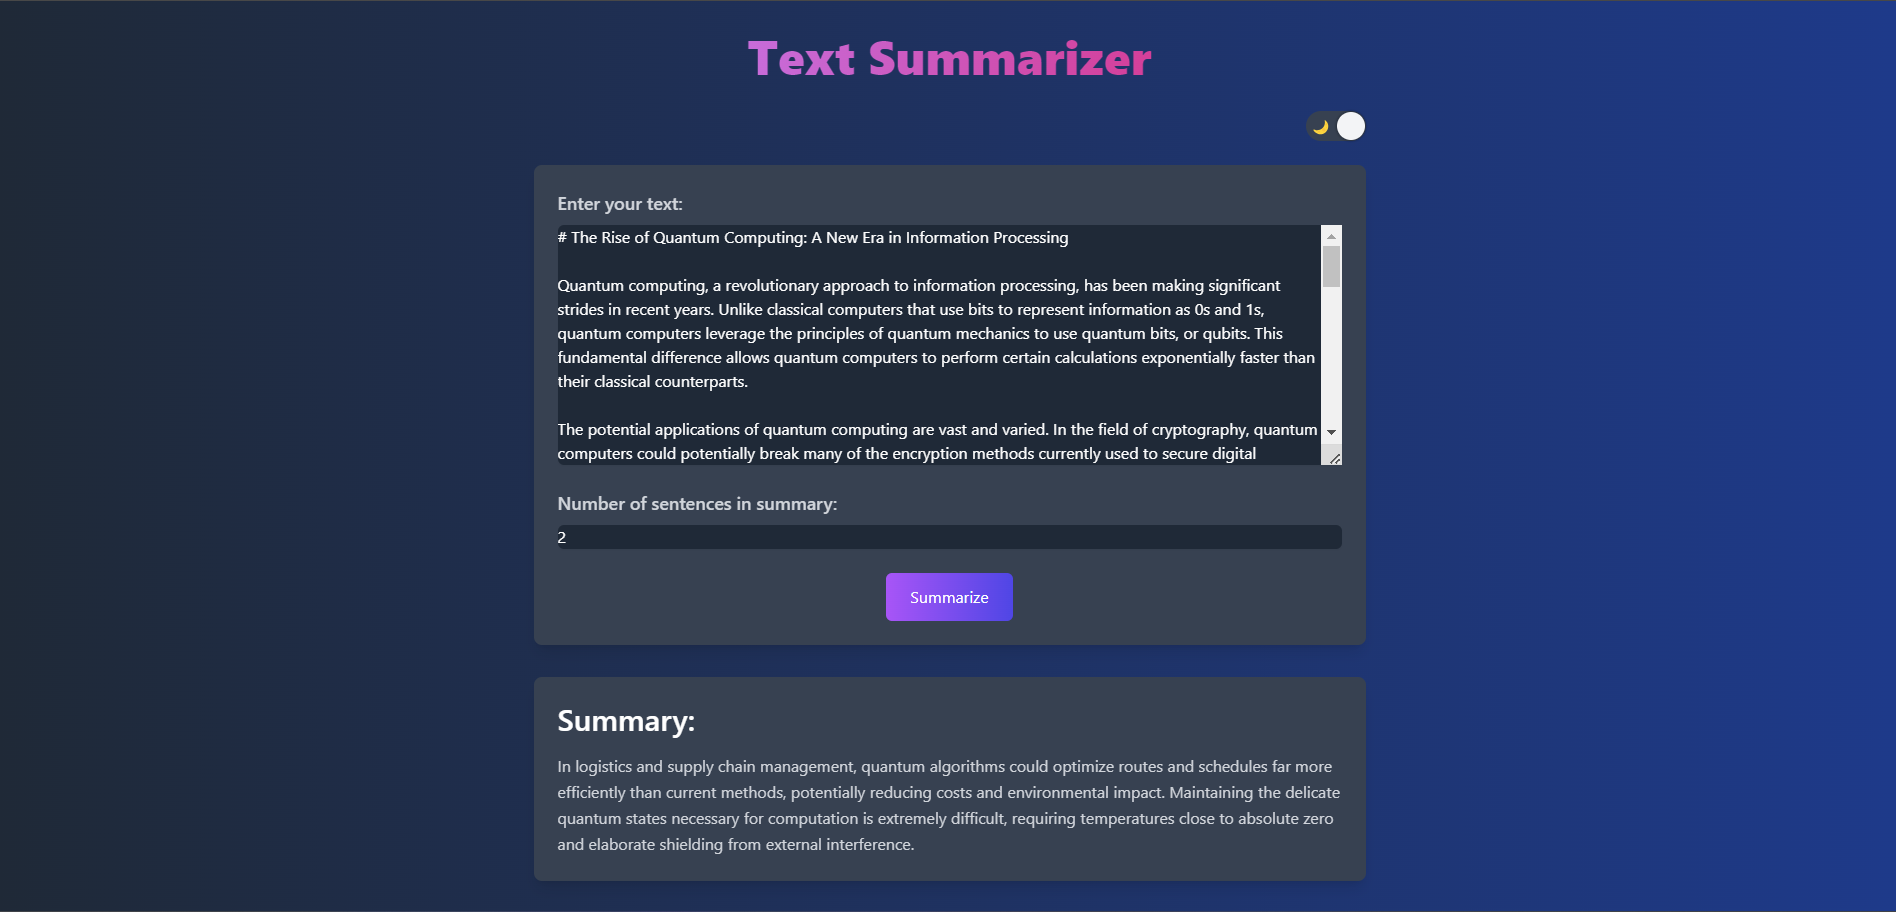 Text Summarizer
Enter your text:
# The Rise of Quantum Computing: A New Era in Information Processing
Quantum computing, a revolutionary approach to information processing, has been making significant
strides in recent years. Unlike classical computers that use bits to represent information as 0s and 1s,
quantum computers leverage the principles of quantum mechanics to use quantum bits, or qubits. This
fundamental difference allows quantum computers to perform certain calculations exponentially faster than
their classical counterparts.
The potential applications of quantum computing are vast and varied. In the field of cryptography, quantum
computers could potentially break many of the encryption methods currently used to secure digital
Number of sentences in summary:
2
Summarize
Summary:
In logistics and supply chain management, quantum algorithms could optimize routes and schedules far more
efficiently than current methods, potentially reducing costs and environmental impact. Maintaining the delicate
quantum states necessary for computation is extremely difficult, requiring temperatures close to absolute zero
and elaborate shielding from external interference.